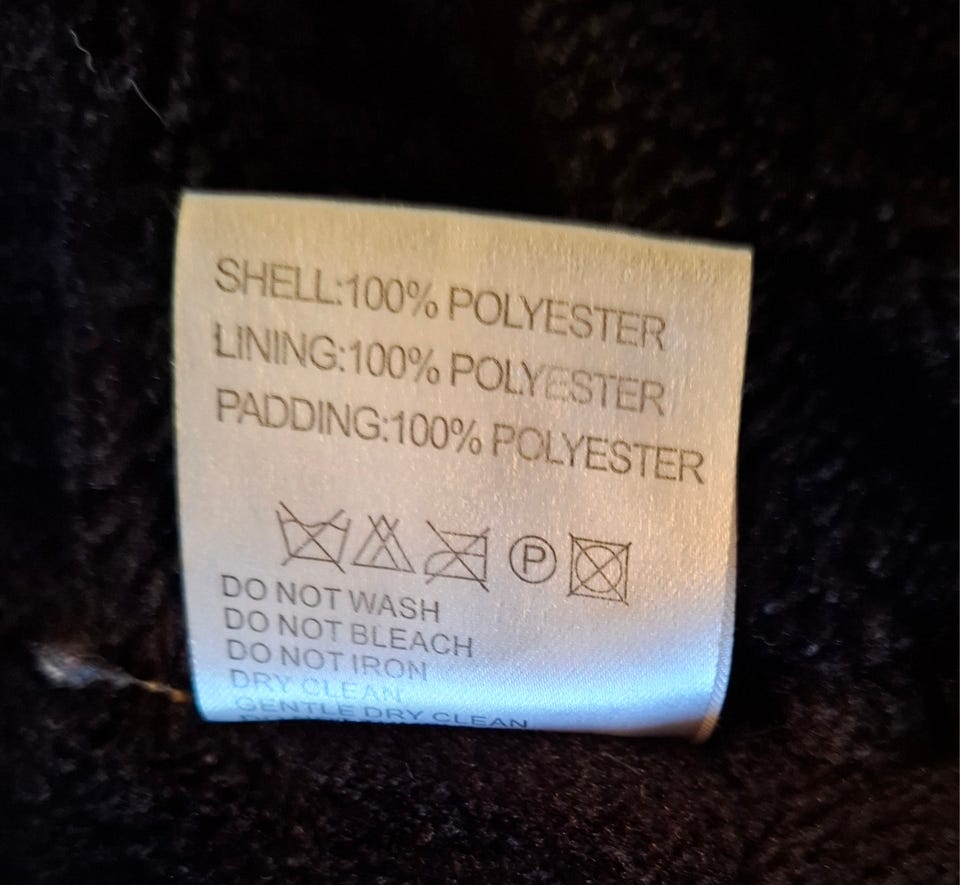 SHELL:100% POLYESTER
LINING:100% POLYESTER
PADDING:100% POLYESTER
P
DO NOT WASH
DO NOT BLEACH
DO NOT IRON
DRY CLEAN
GENTLE DRY CLEAN